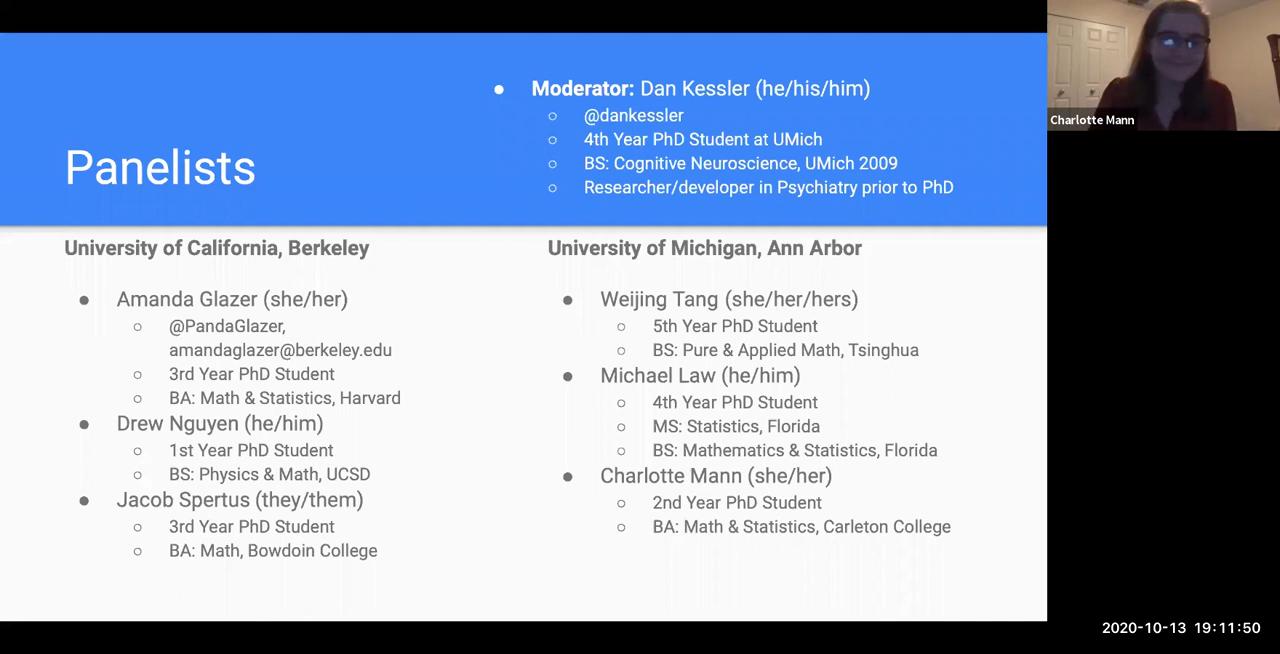 Panelists
● Moderator: Dan Kessler (he/his/him)
○ @dankessler
○ 4th Year PhD Student at UMich
○ BS: Cognitive Neuroscience, UMich 2009
○ Researcher/developer in Psychiatry prior to PhD
University of California, Berkeley
● Amanda Glazer (she/her)
○ @PandaGlazer,
amandaglazer@berkeley.edu
○ 3rd Year PhD Student
○ BA: Math & Statistics, Harvard
● Drew Nguyen (he/him)
○ 1st Year PhD Student
○ BS: Physics & Math, UCSD
● Jacob Spertus (they/them)
○ 3rd Year PhD Student
○ BA: Math, Bowdoin College
University of Michigan, Ann Arbor
● Weijing Tang (she/her/hers)
○ 5th Year PhD Student
○ BS: Pure & Applied Math, Tsinghua
● Michael Law (he/him)
○ 4th Year PhD Student
○ MS: Statistics, Florida
○ BS: Mathematics & Statistics, Florida
● Charlotte Mann (she/her)
○ 2nd Year PhD Student
○ BA: Math & Statistics, Carleton College
Charlotte Mann
2020-10-13 19:11:50